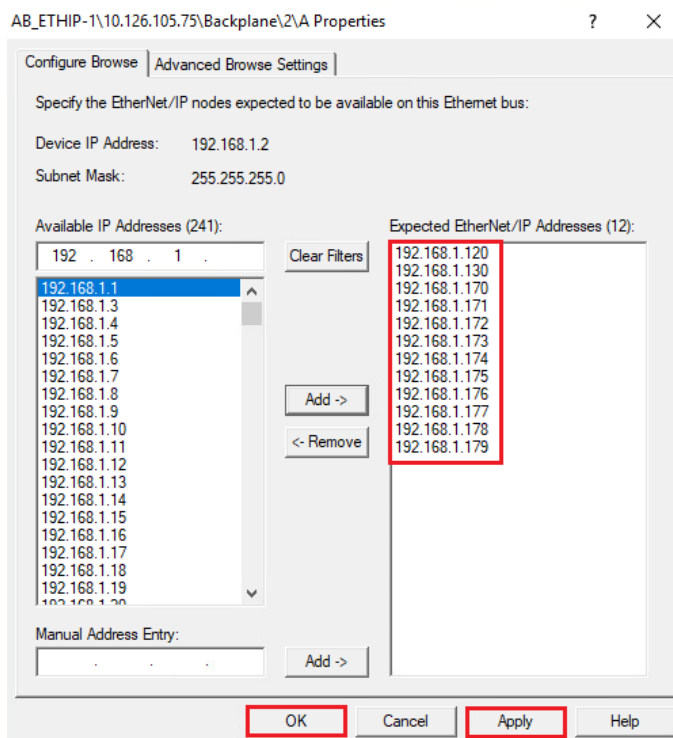 AB_ETHIP-1\10.126.105.75\Backplane\2\A Properties ? ×
Configure Browse Advanced Browse Settings
Specify the EtherNet/IP nodes expected to be available on this Ethernet bus:
Device IP Address: 192.168.1.2
Subnet Mask: 255.255.255.0
Available IP Addresses (241):
192 . 168 . 1 .
192.168.1.1
192.168.1.3
192.168.1.4
192.168.1.5
192.168.1.6
192.168.1.7
192.168.1.8
192.168.1.9
192.168.1.10
192.168.1.11
192.168.1.12
192.168.1.13
192.168.1.14
192.168.1.15
192.168.1.16
192.168.1.17
192.168.1.18
192.168.1.19
192.168.1.20
Clear Filters
Add ->
<- Remove
Expected EtherNet/IP Addresses (12):
192.168.1.120
192.168.1.130
192.168.1.170
192.168.1.171
192.168.1.172
192.168.1.173
192.168.1.174
192.168.1.175
192.168.1.176
192.168.1.177
192.168.1.178
192.168.1.179
Manual Address Entry:
. . .
Add ->
OK Cancel Apply Help